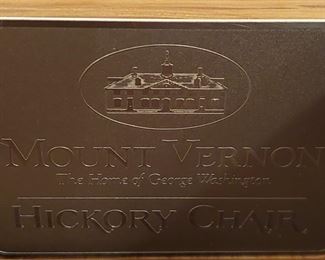 MOUNT VERNON
The Home of George Washington
HICKORY CHAIR